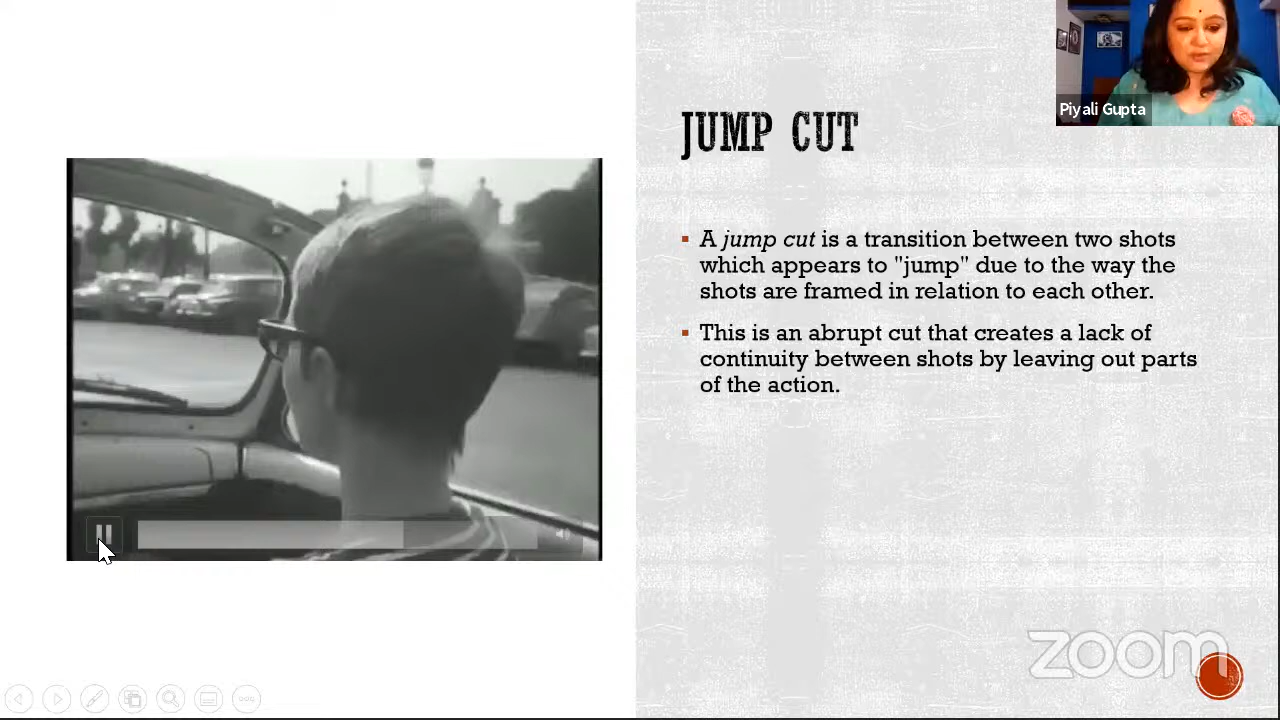 Piyali Gupta
JUMP CUT
A jump cut is a transition between two shots
which appears to "jump" due to the way the
shots are framed in relation to each other.
This is an abrupt cut that creates a lack of
continuity between shots by leaving out parts
of the action.
zoom